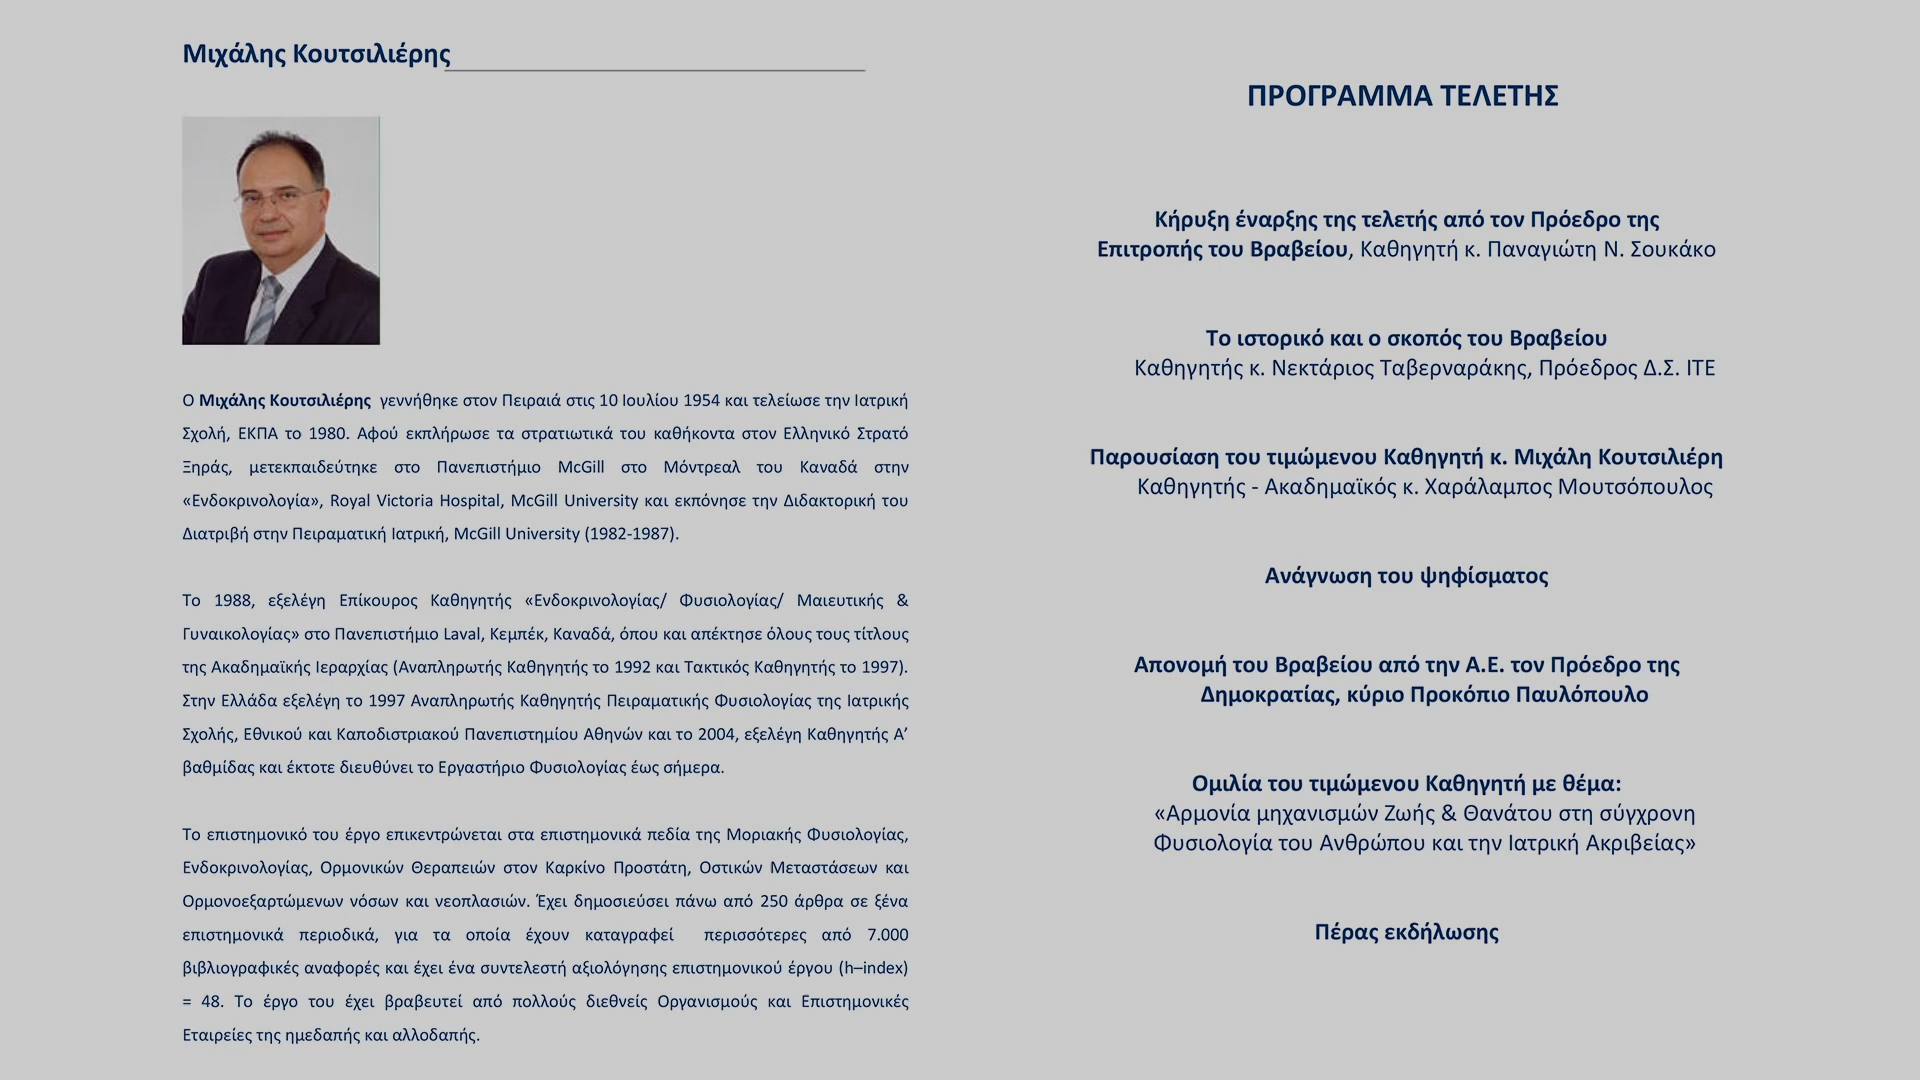 Μιχάλης Κουτσιλιέρης
Ο Μιχάλης Κουτσιλιέρης γεννήθηκε στον Πειραιά στις 10 Ιουλίου 1954 και τελείωσε την Ιατρική
Σχολή, ΕΚΠΑ το 1980. Αφού εκπλήρωσε τα στρατιωτικά του καθήκοντα στον Ελληνικό Στρατό
Ξηράς, μετεκπαιδεύτηκε στο Πανεπιστήμιο McGill στο Μόντρεαλ του Καναδά στην
«Ενδοκρινολογία», Royal Victoria Hospital, McGill University και εκπόνησε την Διδακτορική του
Διατριβή στην Πειραματική Ιατρική, McGill University (1982-1987).
Το 1988, εξελέγη Επίκουρος Καθηγητής «Ενδοκρινολογίας/ Φυσιολογίας/ Μαιευτικής &
Γυναικολογίας» στο Πανεπιστήμιο Laval, Κεμπέκ, Καναδά, όπου και απέκτησε όλους τους τίτλους
της Ακαδημαϊκής Ιεραρχίας (Αναπληρωτής Καθηγητής το 1992 και Τακτικός Καθηγητής το 1997).
Στην Ελλάδα εξελέγη το 1997 Αναπληρωτής Καθηγητής Πειραματικής Φυσιολογίας της Ιατρικής
Σχολής, Εθνικού και Καποδιστριακού Πανεπιστημίου Αθηνών και το 2004, εξελέγη Καθηγητής Α’
βαθμίδας και έκτοτε διευθύνει το Εργαστήριο Φυσιολογίας έως σήμερα.
Το επιστημονικό του έργο επικεντρώνεται στα επιστημονικά πεδία της Μοριακής Φυσιολογίας,
Ενδοκρινολογίας, Ορμονικών Θεραπειών στον Καρκίνο Προστάτη, Οστικών Μεταστάσεων και
Ορμονοεξαρτώμενων νόσων και νεοπλασιών. Έχει δημοσιεύσει πάνω από 250 άρθρα σε ξένα
επιστημονικά περιοδικά, για τα οποία έχουν καταγραφεί περισσότερες από 7.000
βιβλιογραφικές αναφορές και έχει ένα συντελεστή αξιολόγησης επιστημονικού έργου (h–index)
= 48. Το έργο του έχει βραβευτεί από πολλούς διεθνείς Οργανισμούς και Επιστημονικές
Εταιρείες της ημεδαπής και αλλοδαπής.
ΠΡΟΓΡΑΜΜΑ ΤΕΛΕΤΗΣ
Κήρυξη έναρξης της τελετής από τον Πρόεδρο της
Επιτροπής του Βραβείου, Καθηγητή κ. Παναγιώτη Ν. Σουκάκο
Το ιστορικό και ο σκοπός του Βραβείου
Καθηγητής κ. Νεκτάριος Ταβερναράκης, Πρόεδρος Δ.Σ. ΙΤΕ
Παρουσίαση του τιμώμενου Καθηγητή κ. Μιχάλη Κουτσιλιέρη
Καθηγητής - Ακαδημαϊκός κ. Χαράλαμπος Μουτσόπουλος
Ανάγνωση του ψηφίσματος
Απονομή του Βραβείου από την Α.Ε. τον Πρόεδρο της
Δημοκρατίας, κύριο Προκόπιο Παυλόπουλο
Ομιλία του τιμώμενου Καθηγητή με θέμα:
«Αρμονία μηχανισμών Ζωής & Θανάτου στη σύγχρονη
Φυσιολογία του Ανθρώπου και την Ιατρική Ακριβείας»
Πέρας εκδήλωσης